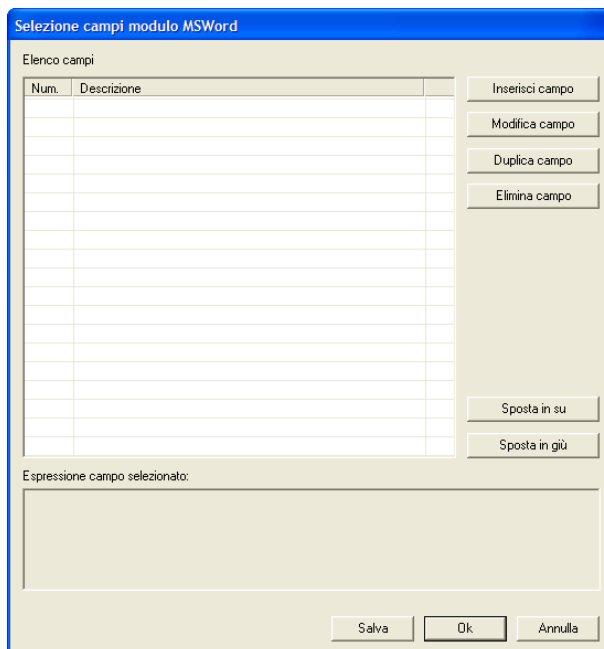 Selezione campi modulo MSWord
Elenco campi
Num. Descrizione
Inserisci campo
Modifica campo
Duplica campo
Elimina campo
Sposta in su
Sposta in giù
Espressione campo selezionato:
Salva Ok Annulla